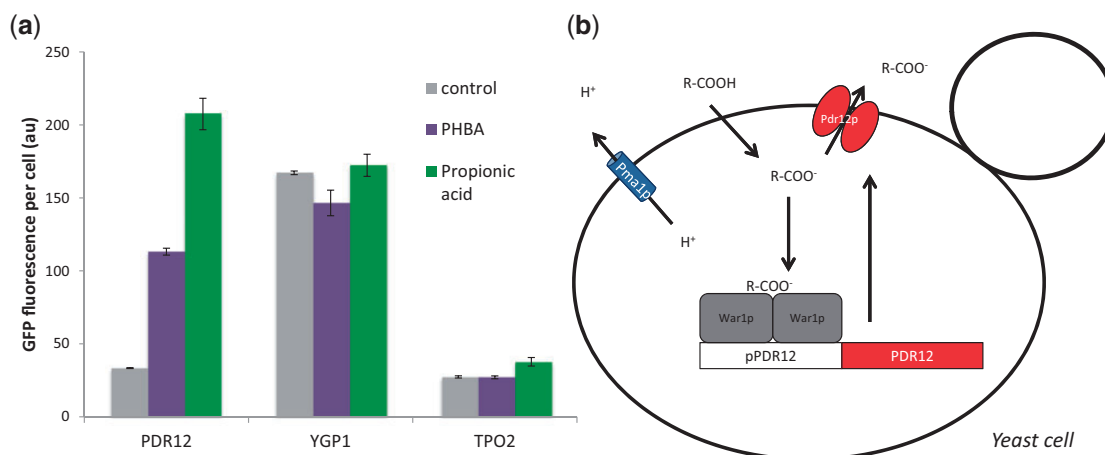 (a)
250
200
150
100
50
0
GFP fluorescence per cell (au)
control
PHBA
Propionic
acid
PDR12
YGP1
TPO2
(b)
H⁺
R-COOH
R-COO⁻
Pdr12p
Pma1p
R-COO⁻
H⁺
R-COO⁻
War1p War1p
pPDR12 PDR12
Yeast cell